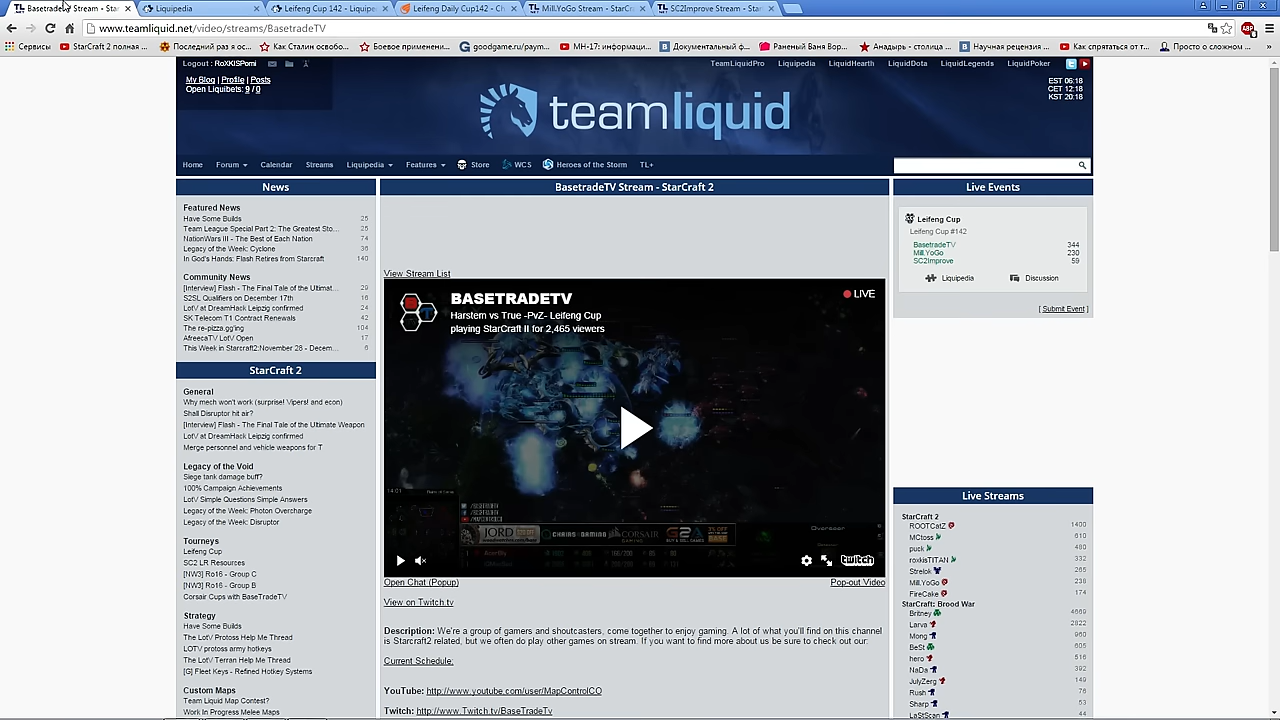 BasetradeTV Stream - Star
Liquipedia
Leifeng Cup 142 - Liquipe
Leifeng Daily Cup142 - Ch
Mill.YoGo Stream - StarCr
SC2Improve Stream - Star
www.teamliquid.net/video/streams/BasetradeTV
Сервисы
StarCraft 2 полная ...
Последний раз я ос...
Как Сталин освобо...
Боевое применени...
goodgame.ru/paym...
МН-17: информаци...
Документальный ф...
Раненый Ваня Вор...
Анадырь - столица ...
Научная рецензия ...
Как спрятаться от т...
Просто о сложном ...
Logout: RoXKISPomi
My Blog | Profile | Posts
Open Liquibets: 9 / 0
TeamLiquidPro
Liquipedia
LiquidHearth
LiquidDota
LiquidLegends
LiquidPoker
EST 06:18
CET 12:18
KST 20:18
teamliquid
Home
Forum
Calendar
Streams
Liquipedia
Features
Store
WCS
Heroes of the Storm
TL+
News
Featured News
Have Some Builds 25
Team League Special Part 2: The Greatest Sto... 25
NationWars III - The Best of Each Nation 74
Legacy of the Week: Cyclone 36
In God's Hands: Flash Retires from Starcraft 140
Community News
[Interview] Flash - The Final Tale of the Ultimat... 29
S2SL Qualifiers on December 17th 16
LotV at DreamHack Leipzig confirmed 24
SK Telecom T1 Contract Renewals 42
The re-pizza.gg'ing 104
AfreecaTV LotV Open 17
This Week in Starcraft2:November 28 - Decem... 6
StarCraft 2
General
Why mech won't work (surprise! Vipers! and econ)
Shall Disruptor hit air?
[Interview] Flash - The Final Tale of the Ultimate Weapon
LotV at DreamHack Leipzig confirmed
Merge personnel and vehicle weapons for T
Legacy of the Void
Siege tank damage buff?
100% Campaign Achievements
LotV Simple Questions Simple Answers
Legacy of the Week: Photon Overcharge
Legacy of the Week: Disruptor
Tourneys
Leifeng Cup
SC2 LR Resources
[NW3] Ro16 - Group C
[NW3] Ro16 - Group B
Corsair Cups with BaseTradeTV
Strategy
Have Some Builds
The LotV Protoss Help Me Thread
LOTV protoss army hotkeys
The LotV Terran Help Me Thread
[G] Fleet Keys - Refined Hotkey Systems
Custom Maps
Team Liquid Map Contest?
Work In Progress Melee Maps
BasetradeTV Stream - StarCraft 2
View Stream List
BASETRADETV
Harstem vs True -PvZ- Leifeng Cup
playing StarCraft II for 2,465 viewers
LIVE
14:01
CORSAIR
G2A
Overseer
twitch
Open Chat (Popup)
Pop-out Video
View on Twitch.tv
Description: We're a group of gamers and shoutcasters, come together to enjoy gaming. A lot of what you'll find on this channel
is Starcraft2 related, but we often do play other games on stream. If you want to find more about us be sure to check out our:
Current Schedule:
YouTube: http://www.youtube.com/user/MapControlCO
Twitch: http://www.Twitch.tv/BaseTradeTv
Live Events
Leifeng Cup
Leifeng Cup #142
BasetradeTV 344
Mill.YoGo 230
SC2Improve 59
Liquipedia
Discussion
[ Submit Event ]
Live Streams
StarCraft 2
ROOTCatZ 1400
MCtoss 610
puck 480
roxkisTITAN 332
Strelok 265
Mill.YoGo 238
FireCake 174
StarCraft: Brood War
Britney 4669
Larva 2822
Mong 960
BeSt 605
hero 516
NaDa 392
JulyZerg 149
Rush 76
Sharp 53
LaStScan 44